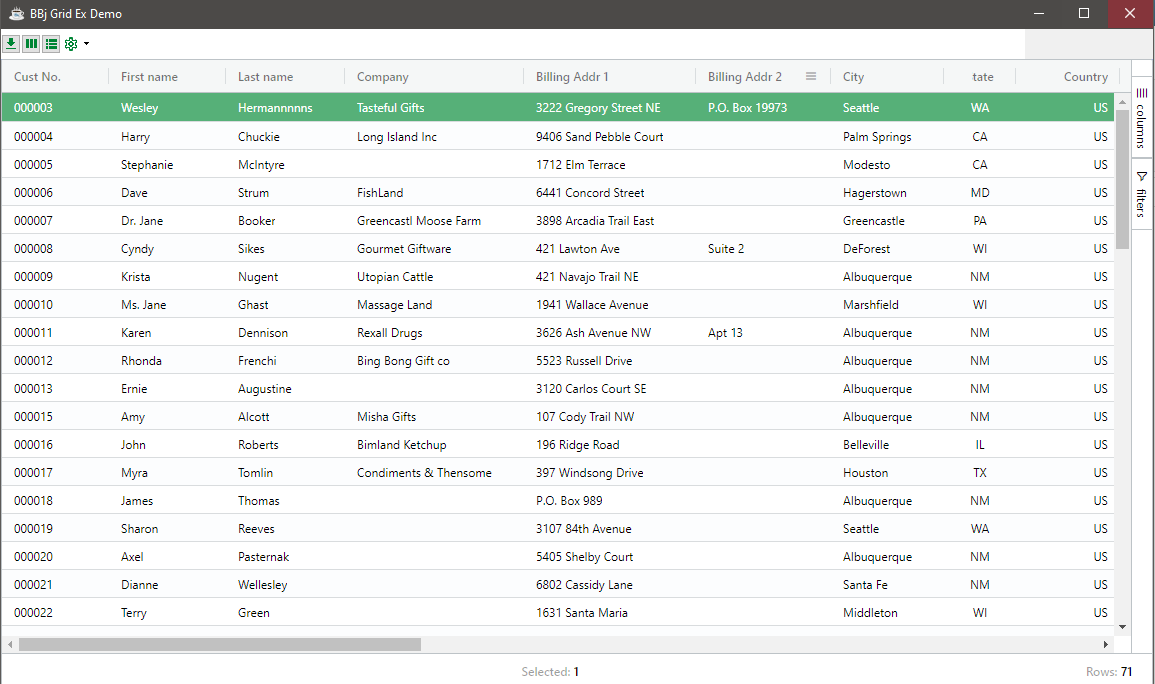 BBj Grid Ex Demo
Cust No. First name Last name Company Billing Addr 1 Billing Addr 2 City tate Country
000003 Wesley Hermannnnns Tasteful Gifts 3222 Gregory Street NE P.O. Box 19973 Seattle WA US
000004 Harry Chuckie Long Island Inc 9406 Sand Pebble Court Palm Springs CA US
000005 Stephanie McIntyre 1712 Elm Terrace Modesto CA US
000006 Dave Strum FishLand 6441 Concord Street Hagerstown MD US
000007 Dr. Jane Booker Greencastl Moose Farm 3898 Arcadia Trail East Greencastle PA US
000008 Cyndy Sikes Gourmet Giftware 421 Lawton Ave Suite 2 DeForest WI US
000009 Krista Nugent Utopian Cattle 421 Navajo Trail NE Albuquerque NM US
000010 Ms. Jane Ghast Massage Land 1941 Wallace Avenue Marshfield WI US
000011 Karen Dennison Rexall Drugs 3626 Ash Avenue NW Apt 13 Albuquerque NM US
000012 Rhonda Frenchi Bing Bong Gift co 5523 Russell Drive Albuquerque NM US
000013 Ernie Augustine 3120 Carlos Court SE Albuquerque NM US
000015 Amy Alcott Misha Gifts 107 Cody Trail NW Albuquerque NM US
000016 John Roberts Bimland Ketchup 196 Ridge Road Belleville IL US
000017 Myra Tomlin Condiments & Thensome 397 Windsong Drive Houston TX US
000018 James Thomas P.O. Box 989 Albuquerque NM US
000019 Sharon Reeves 3107 84th Avenue Seattle WA US
000020 Axel Pasternak 5405 Shelby Court Albuquerque NM US
000021 Dianne Wellesley 6802 Cassidy Lane Santa Fe NM US
000022 Terry Green 1631 Santa Maria Middleton WI US
columns
filters
Selected: 1
Rows: 71